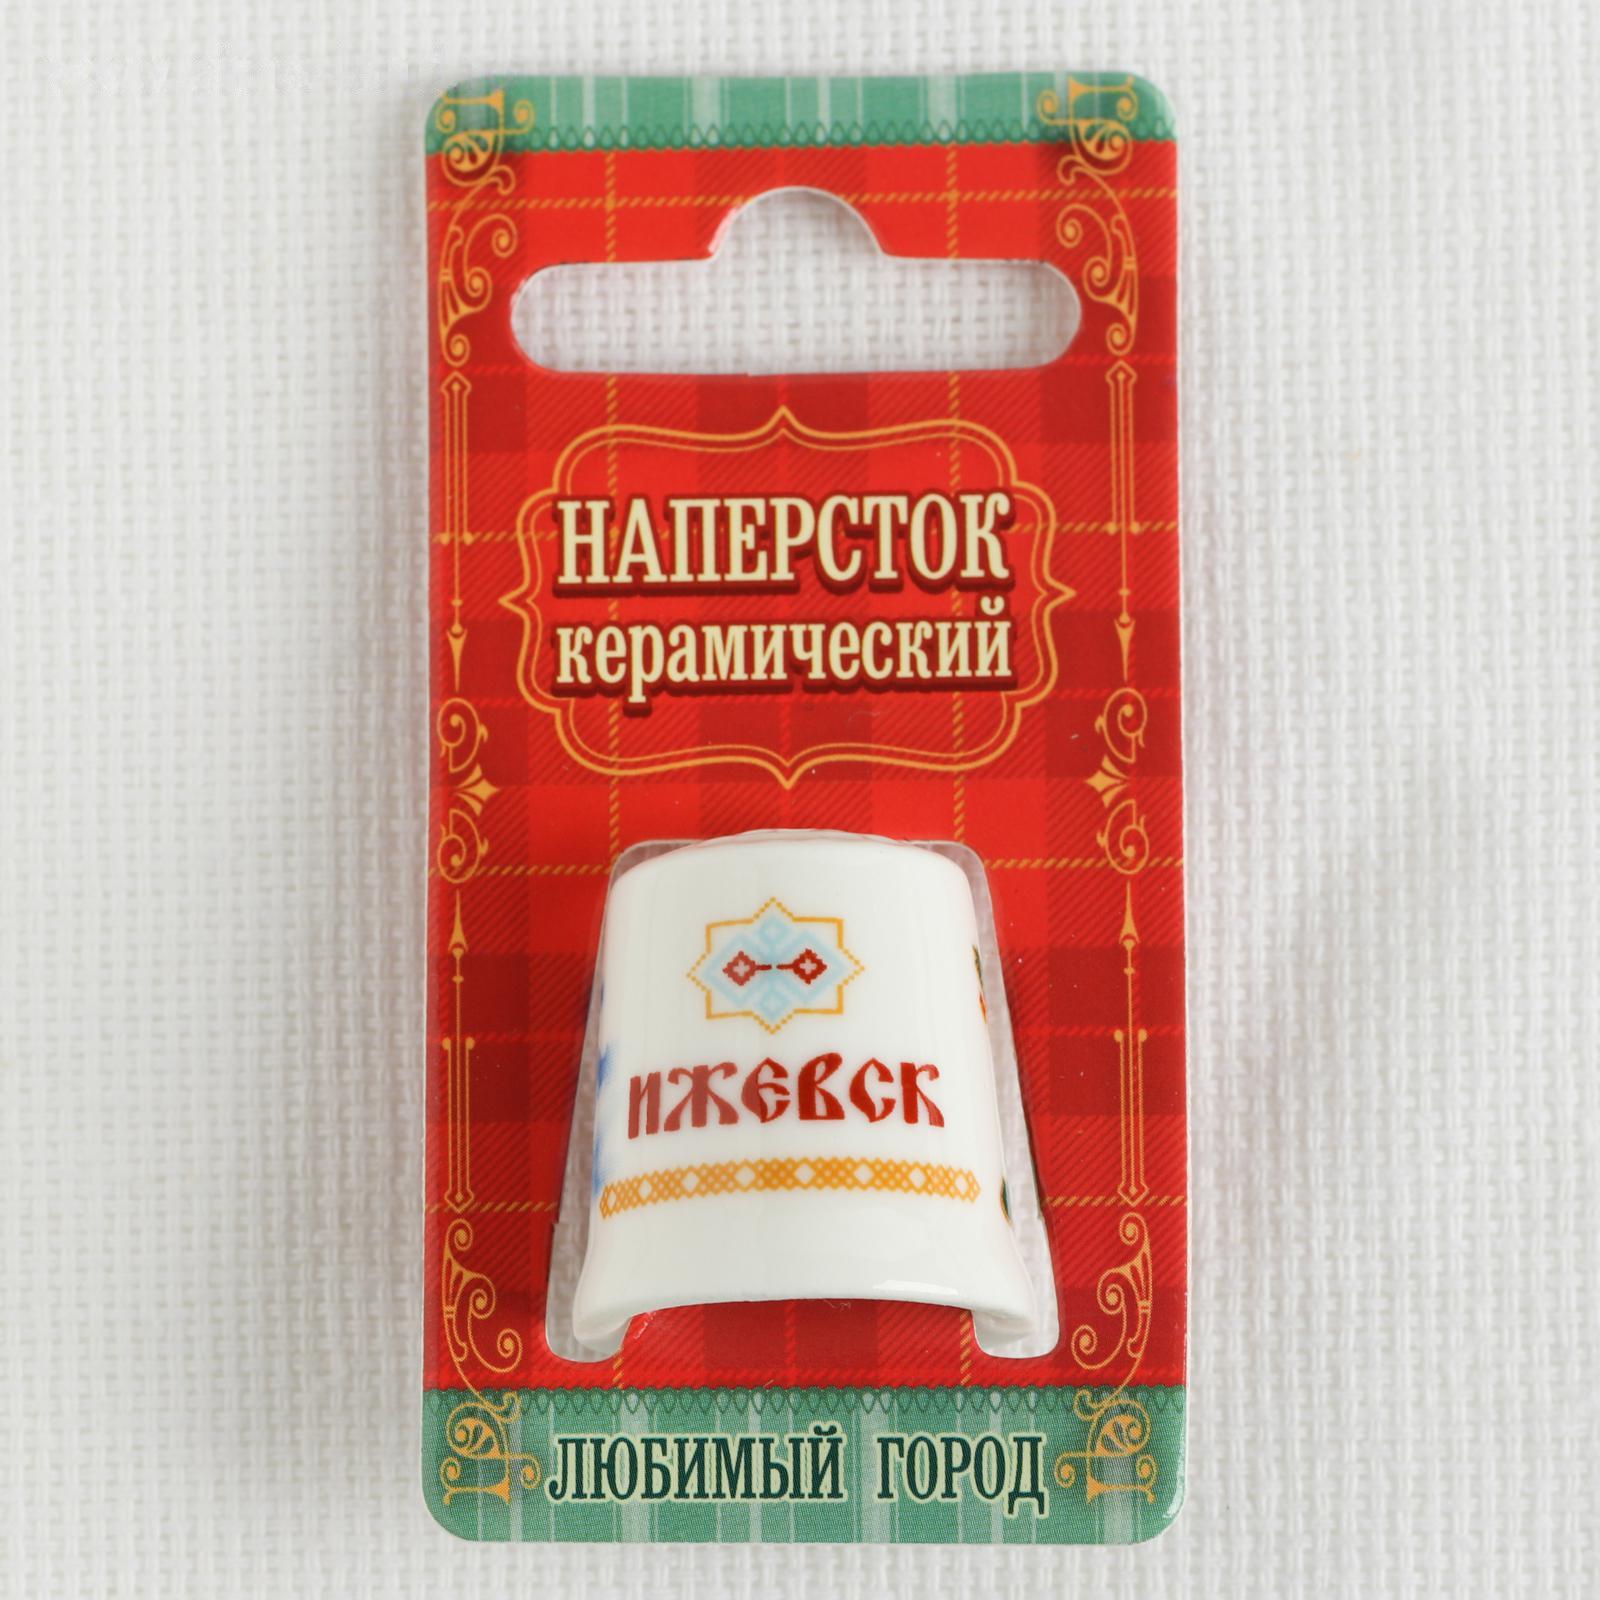 НАПЕРСТОК
керамический
ИЖЕВСК
ЛЮБИМЫЙ ГОРОД